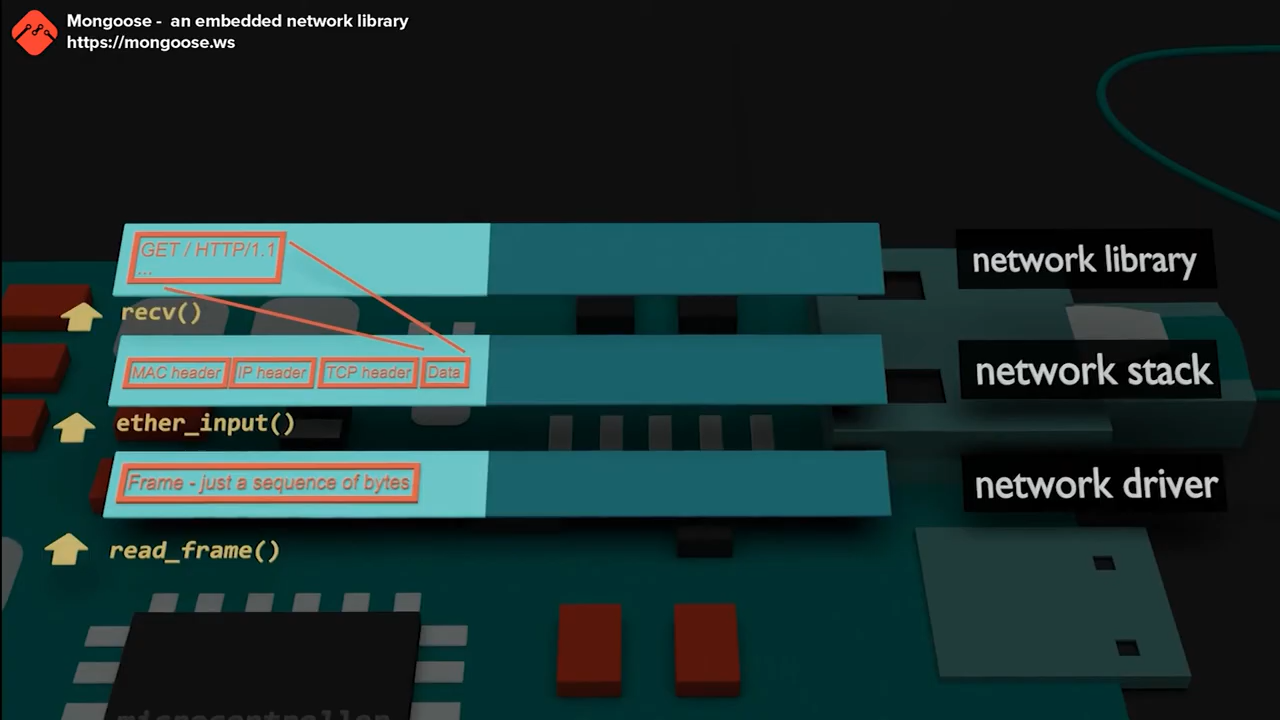 Mongoose - an embedded network library
https://mongoose.ws
GET / HTTP/1.1
...
network library
recv()
MAC header IP header TCP header Data
network stack
ether_input()
Frame - just a sequence of bytes
network driver
read_frame()
microcontroller